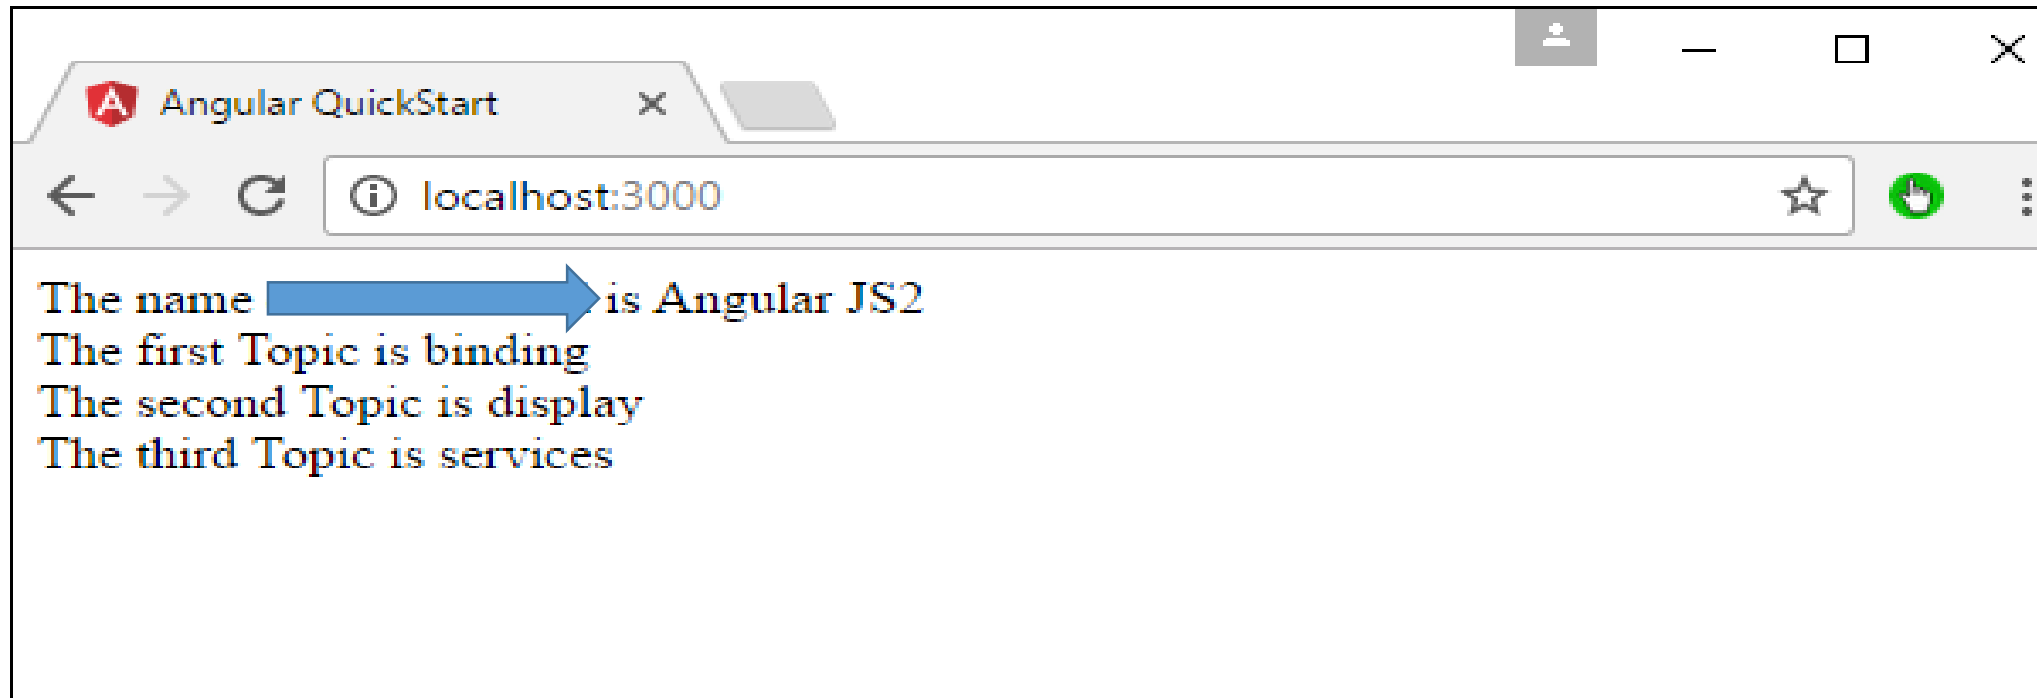 Angular QuickStart
localhost:3000
The name is Angular JS2
The first Topic is binding
The second Topic is display
The third Topic is services